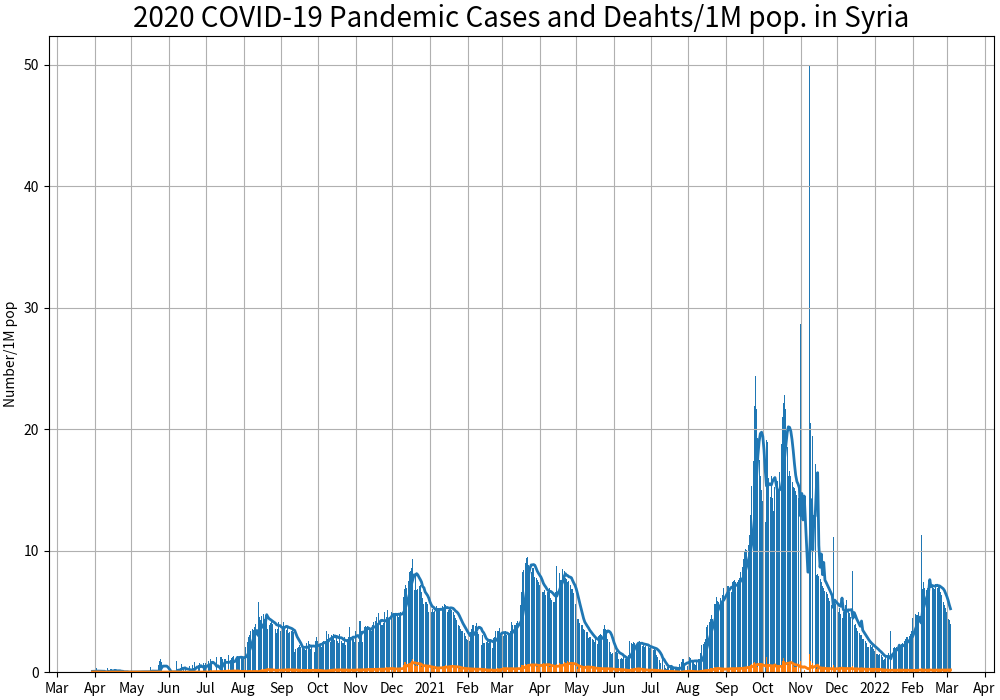 2020 COVID-19 Pandemic Cases and Deahts/1M pop. in Syria
Number/1M pop
50
40
30
20
10
0
Mar Apr May Jun Jul Aug Sep Oct Nov Dec 2021 Feb Mar Apr May Jun Jul Aug Sep Oct Nov Dec 2022 Feb Mar Apr